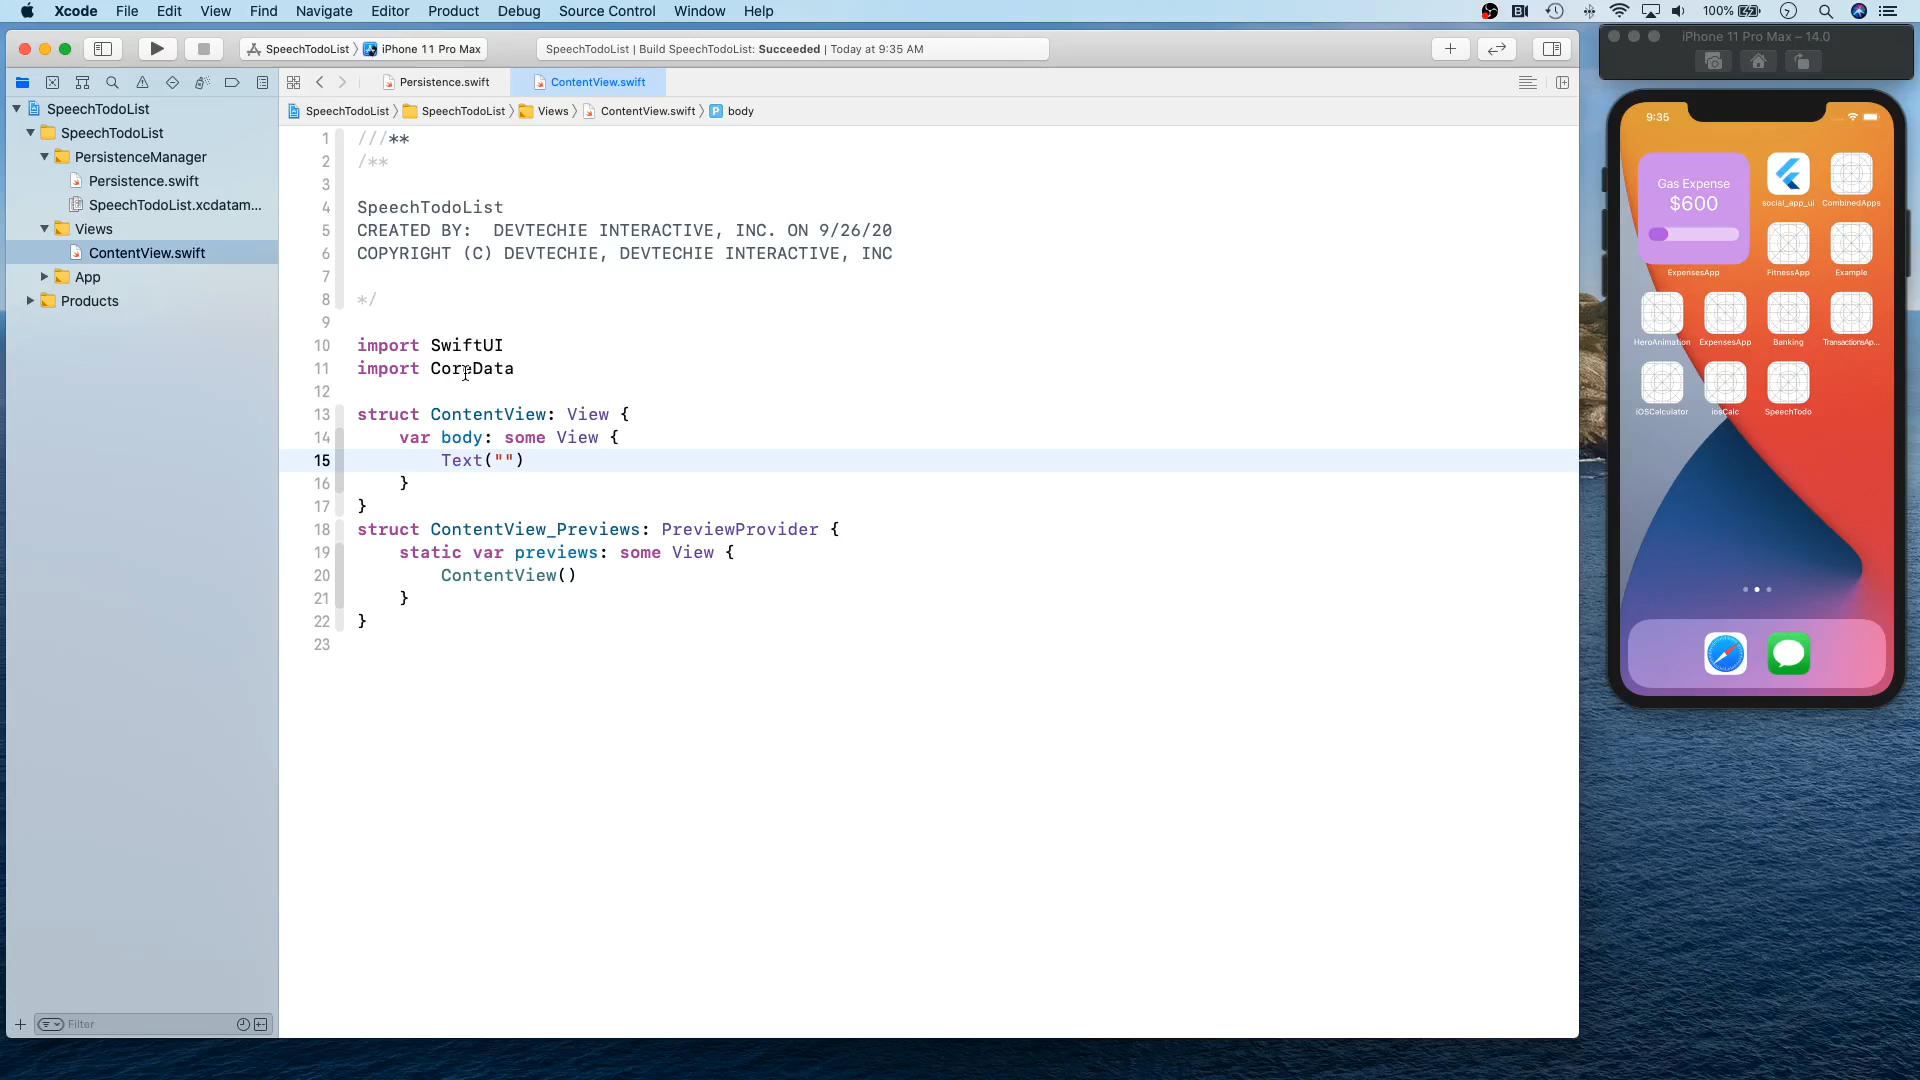 Xcode File Edit View Find Navigate Editor Product Debug Source Control Window Help 100%
SpeechTodoList iPhone 11 Pro Max SpeechTodoList | Build SpeechTodoList: Succeeded | Today at 9:35 AM
Persistence.swift ContentView.swift
SpeechTodoList SpeechTodoList Views ContentView.swift P body
SpeechTodoList
SpeechTodoList
PersistenceManager
Persistence.swift
SpeechTodoList.xcdatam...
Views
ContentView.swift
App
Products
Filter
1 ///**
2 /**
3
4 SpeechTodoList
5 CREATED BY:  DEVTECHIE INTERACTIVE, INC. ON 9/26/20
6 COPYRIGHT (C) DEVTECHIE, DEVTECHIE INTERACTIVE, INC
7
8 */
9
10 import SwiftUI
11 import CoreData
12
13 struct ContentView: View {
14     var body: some View {
15         Text("")
16     }
17 }
18 struct ContentView_Previews: PreviewProvider {
19     static var previews: some View {
20         ContentView()
21     }
22 }
23
iPhone 11 Pro Max – 14.0
9:35
Gas Expense
$600
social_app_ui CombinedApps
ExpensesApp FitnessApp Example
HeroAnimation ExpensesApp Banking TransactionsAp...
iOSCalculator iosCalc SpeechTodo